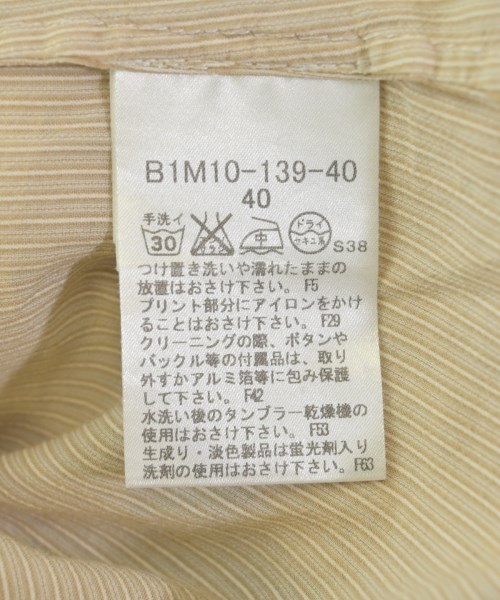 B1M10-139-40
40
手洗イ
30
エンソサラシ
中
ドライ
セキユ系
S38
つけ置き洗いや濡れたままの
放置はおさけ下さい。F5
プリント部分にアイロンをかけ
ることはおさけ下さい。F29
クリーニングの際、ボタンや
バックル等の付属品は、取り
外すかアルミ箔等に包み保護
して下さい。F42
水洗い後のタンブラー乾燥機の
使用はおさけ下さい。F53
生成り・淡色製品は蛍光剤入り
洗剤の使用はおさけ下さい。F63